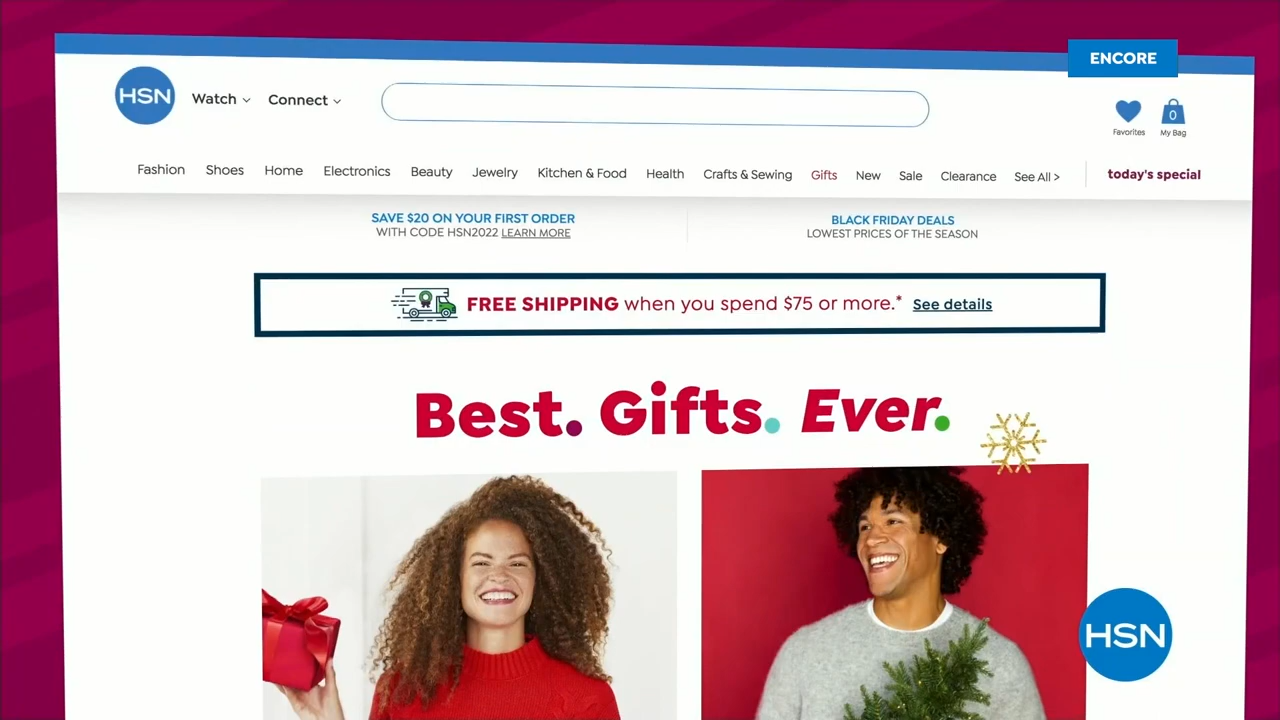 ENCORE
HSN Watch Connect
0
Favorites My Bag
Fashion Shoes Home Electronics Beauty Jewelry Kitchen & Food Health Crafts & Sewing Gifts New Sale Clearance See All > today's special
SAVE $20 ON YOUR FIRST ORDER
WITH CODE HSN2022 LEARN MORE
BLACK FRIDAY DEALS
LOWEST PRICES OF THE SEASON
FREE SHIPPING when you spend $75 or more.* See details
Best. Gifts. Ever.
HSN